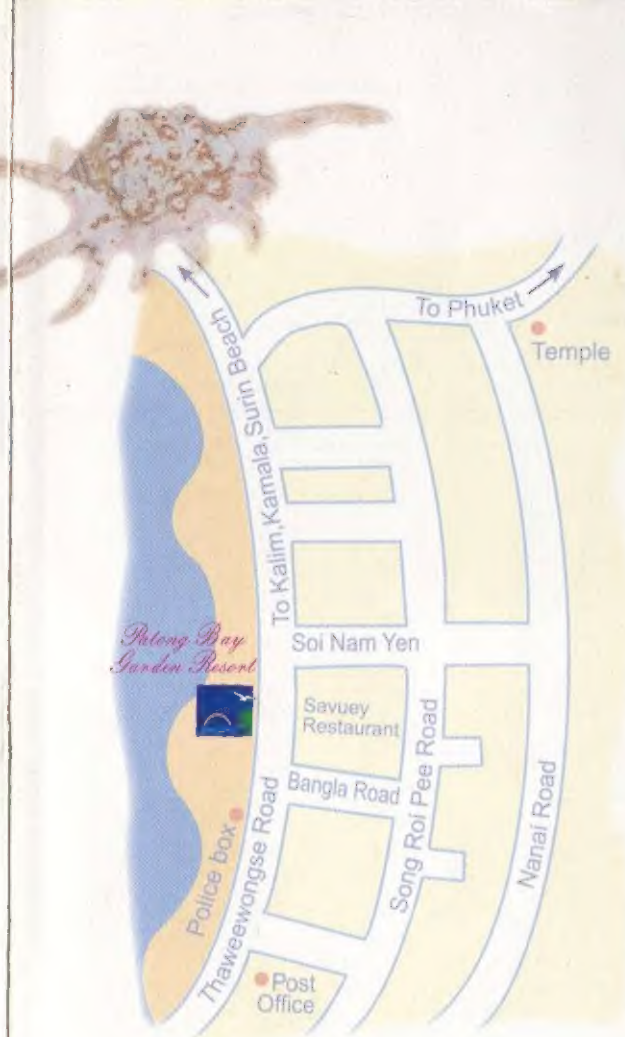 To Phuket
Temple
To Kalim,Kamala,Surin Beach
Patong Bay
Garden Resort
Soi Nam Yen
Savuey
Restaurant
Bangla Road
Song Roi Pee Road
Nanai Road
Police box
Thaweewongse Road
Post
Office